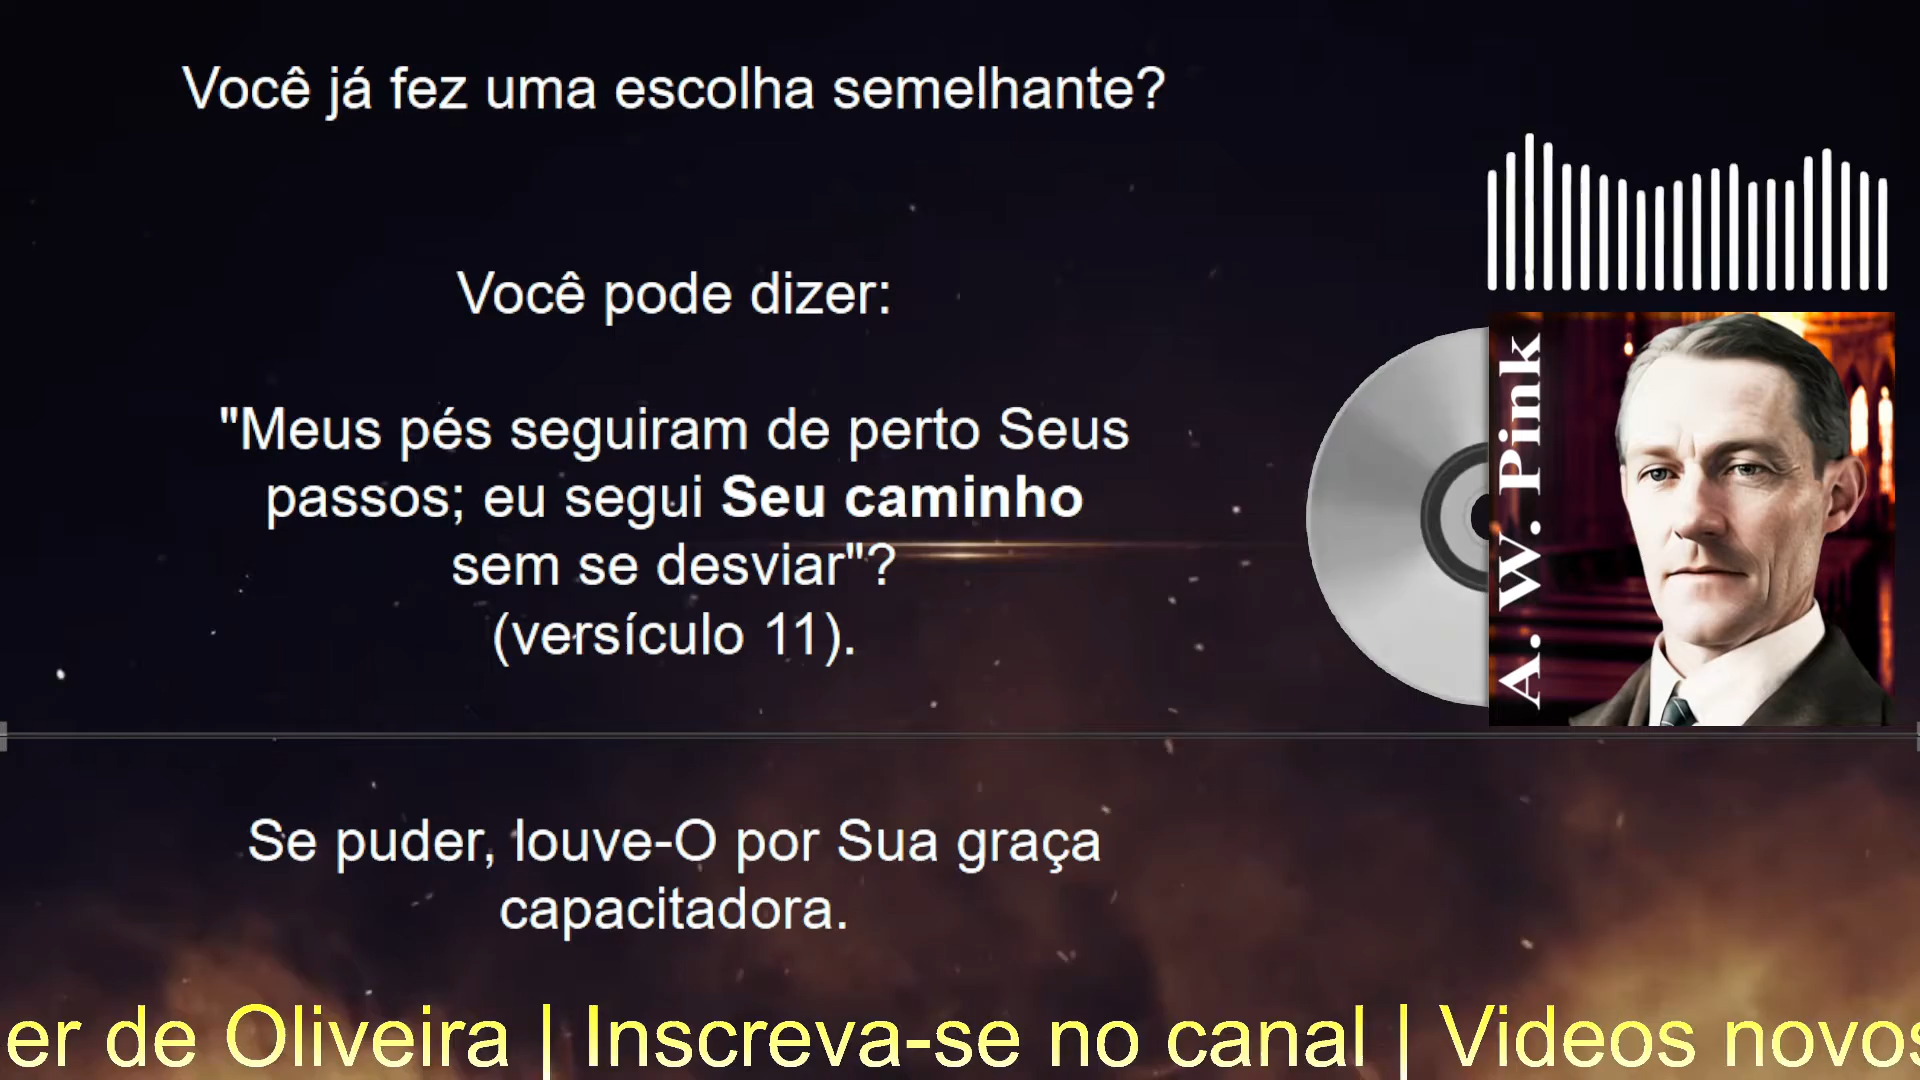 Você já fez uma escolha semelhante?
Você pode dizer:
"Meus pés seguiram de perto Seus
passos; eu segui Seu caminho
sem se desviar"?
(versículo 11).
A. W. Pink
Se puder, louve-O por Sua graça
capacitadora.
er de Oliveira | Inscreva-se no canal | Videos novos